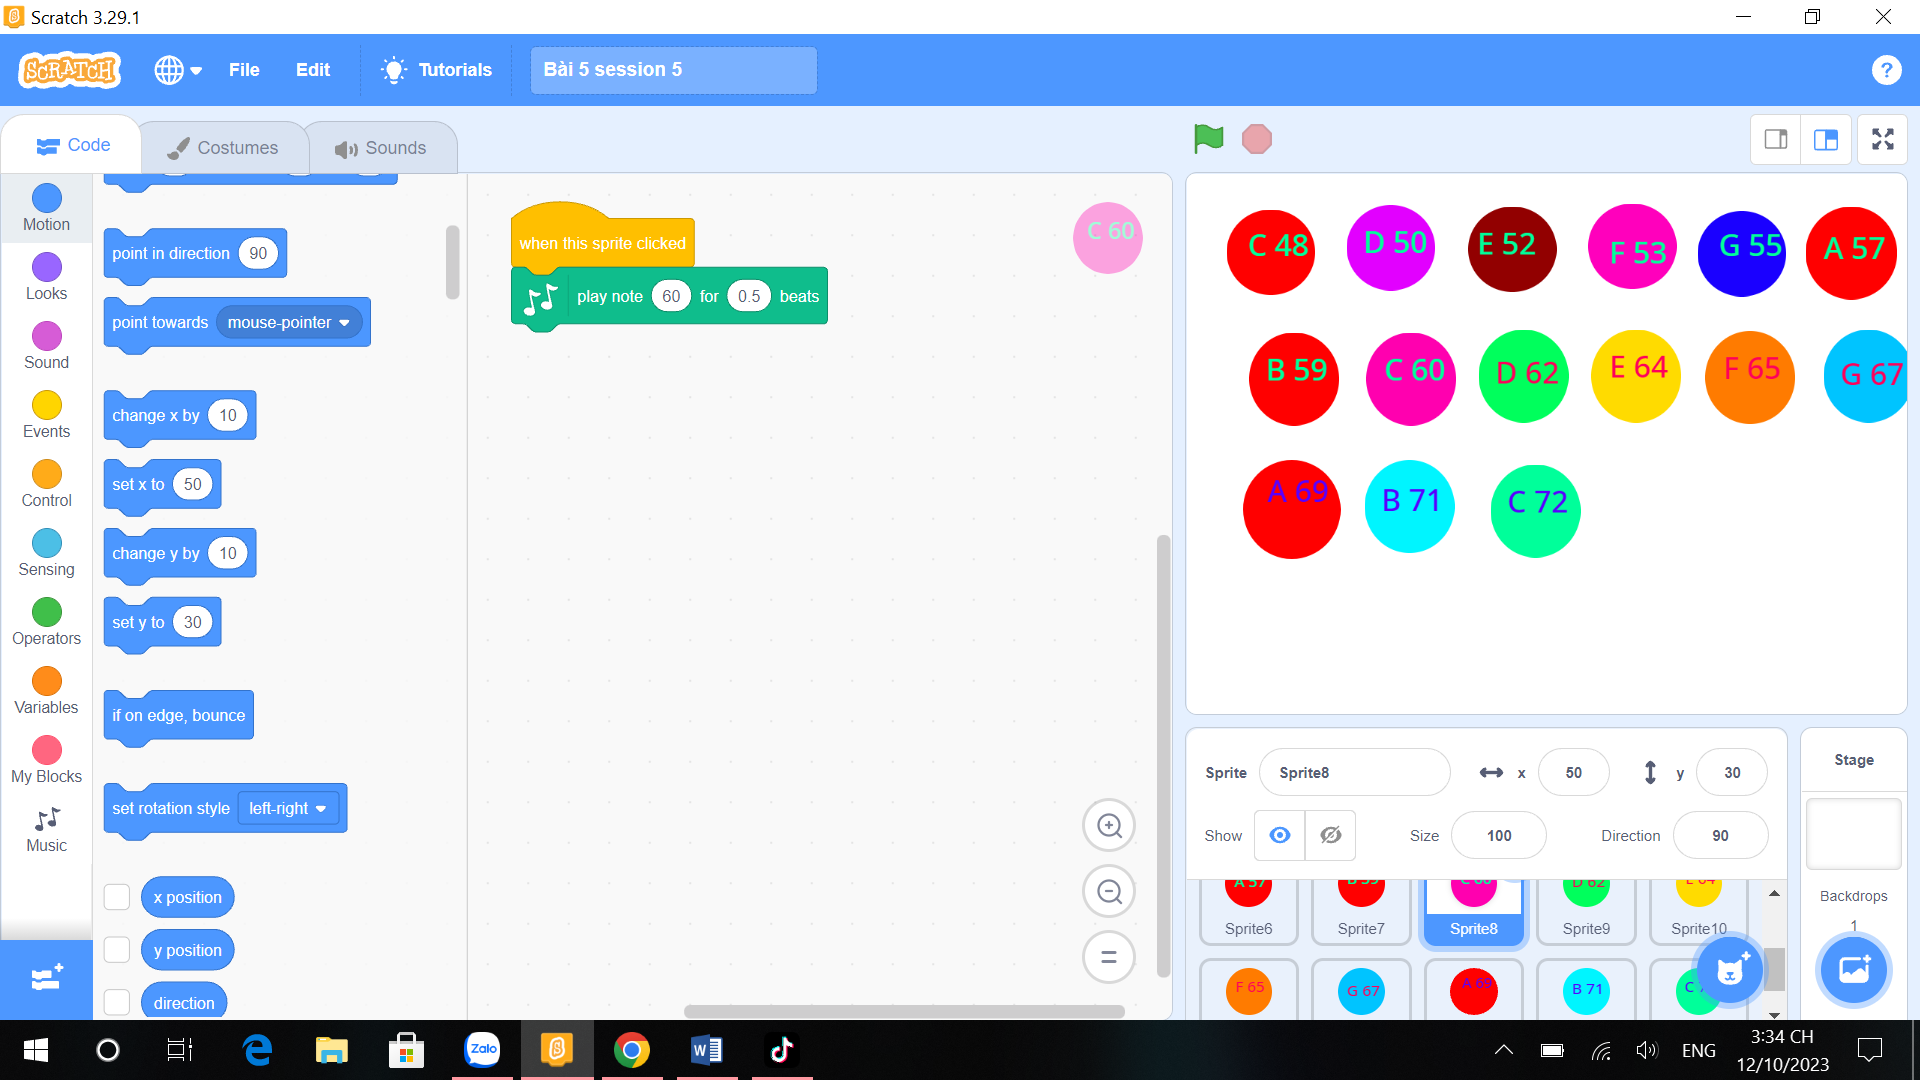 Scratch 3.29.1
SCRATCH
File
Edit
Tutorials
Bài 5 session 5
?
Code
Costumes
Sounds
Motion
Looks
Sound
Events
Control
Sensing
Operators
Variables
My Blocks
Music
point in direction 90
point towards mouse-pointer
change x by 10
set x to 50
change y by 10
set y to 30
if on edge, bounce
set rotation style left-right
x position
y position
direction
when this sprite clicked
play note 60 for 0.5 beats
C 60
C 48
D 50
E 52
F 53
G 55
A 57
B 59
C 60
D 62
E 64
F 65
G 67
A 69
B 71
C 72
Sprite Sprite8 x 50 y 30
Show Size 100 Direction 90
A 57
B 59
C 60
D 62
E 64
Sprite6
Sprite7
Sprite8
Sprite9
Sprite10
F 65
G 67
A 69
B 71
C
Stage
Backdrops
1
Zalo
W
ENG
3:34 CH
12/10/2023